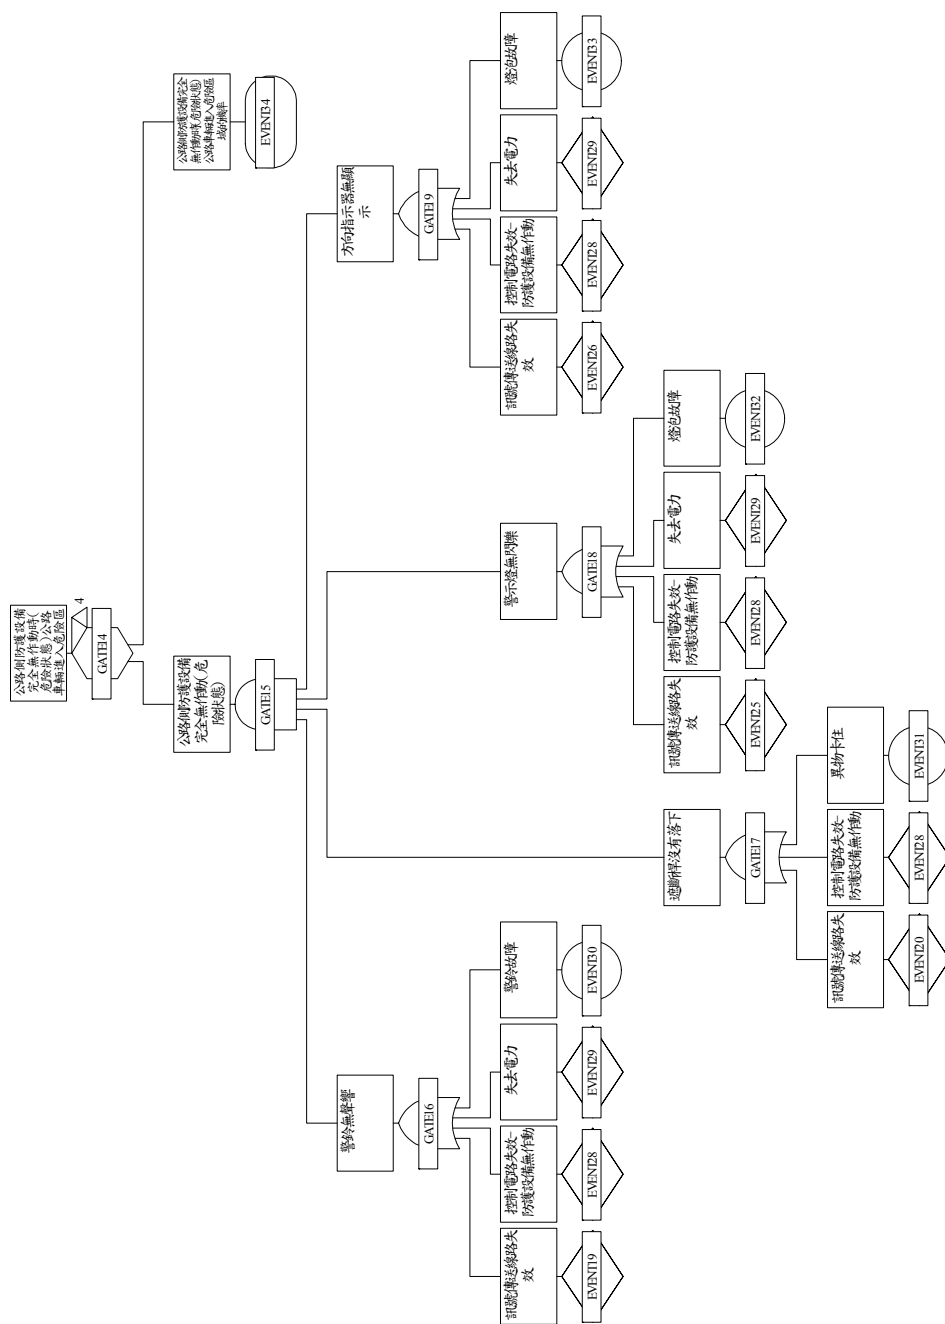 公路側防護設備
完全無作動時(
危險狀態)公路
車輛進入危險區
4
GATE14
公路側防護設備
完全無作動(危
險狀態)
GATE15
公路側防護設備完全
無作動時(危險狀態)
公路車輛進入危險區
域的機率
EVENT34
警鈴無聲響
GATE16
遮斷桿沒有落下
GATE17
警示燈無閃爍
GATE18
方向指示器無顯
示
GATE19
訊號傳送線路失
效
EVENT19
控制電路失效-
防護設備無作動
EVENT28
失去電力
EVENT29
警鈴故障
EVENT30
訊號傳送線路失
效
EVENT20
控制電路失效-
防護設備無作動
EVENT28
異物卡住
EVENT31
訊號傳送線路失
效
EVENT25
控制電路失效-
防護設備無作動
EVENT28
失去電力
EVENT29
燈泡故障
EVENT32
訊號傳送線路失
效
EVENT26
控制電路失效-
防護設備無作動
EVENT28
失去電力
EVENT29
燈泡故障
EVENT33